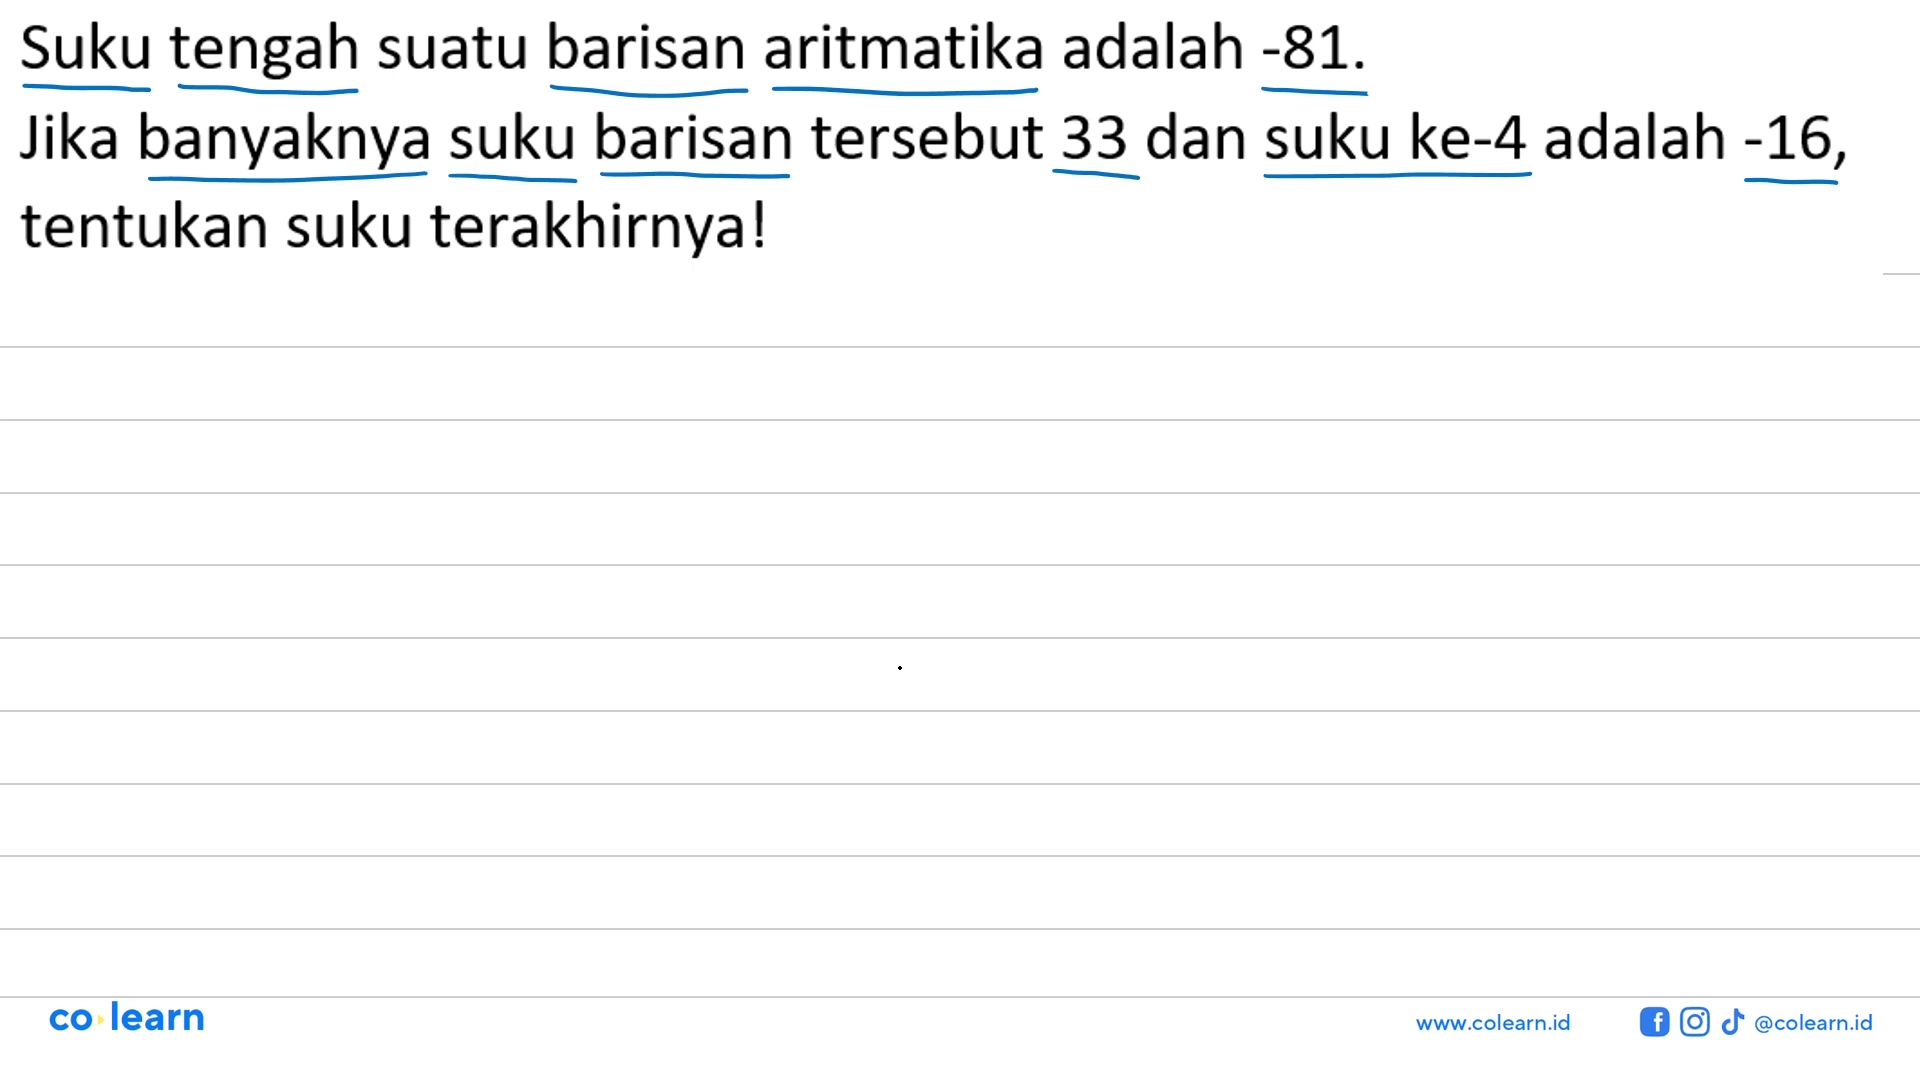 Suku tengah suatu barisan aritmatika adalah -81.
Jika banyaknya suku barisan tersebut 33 dan suku ke-4 adalah -16,
tentukan suku terakhirnya!
co learn
www.colearn.id
@colearn.id